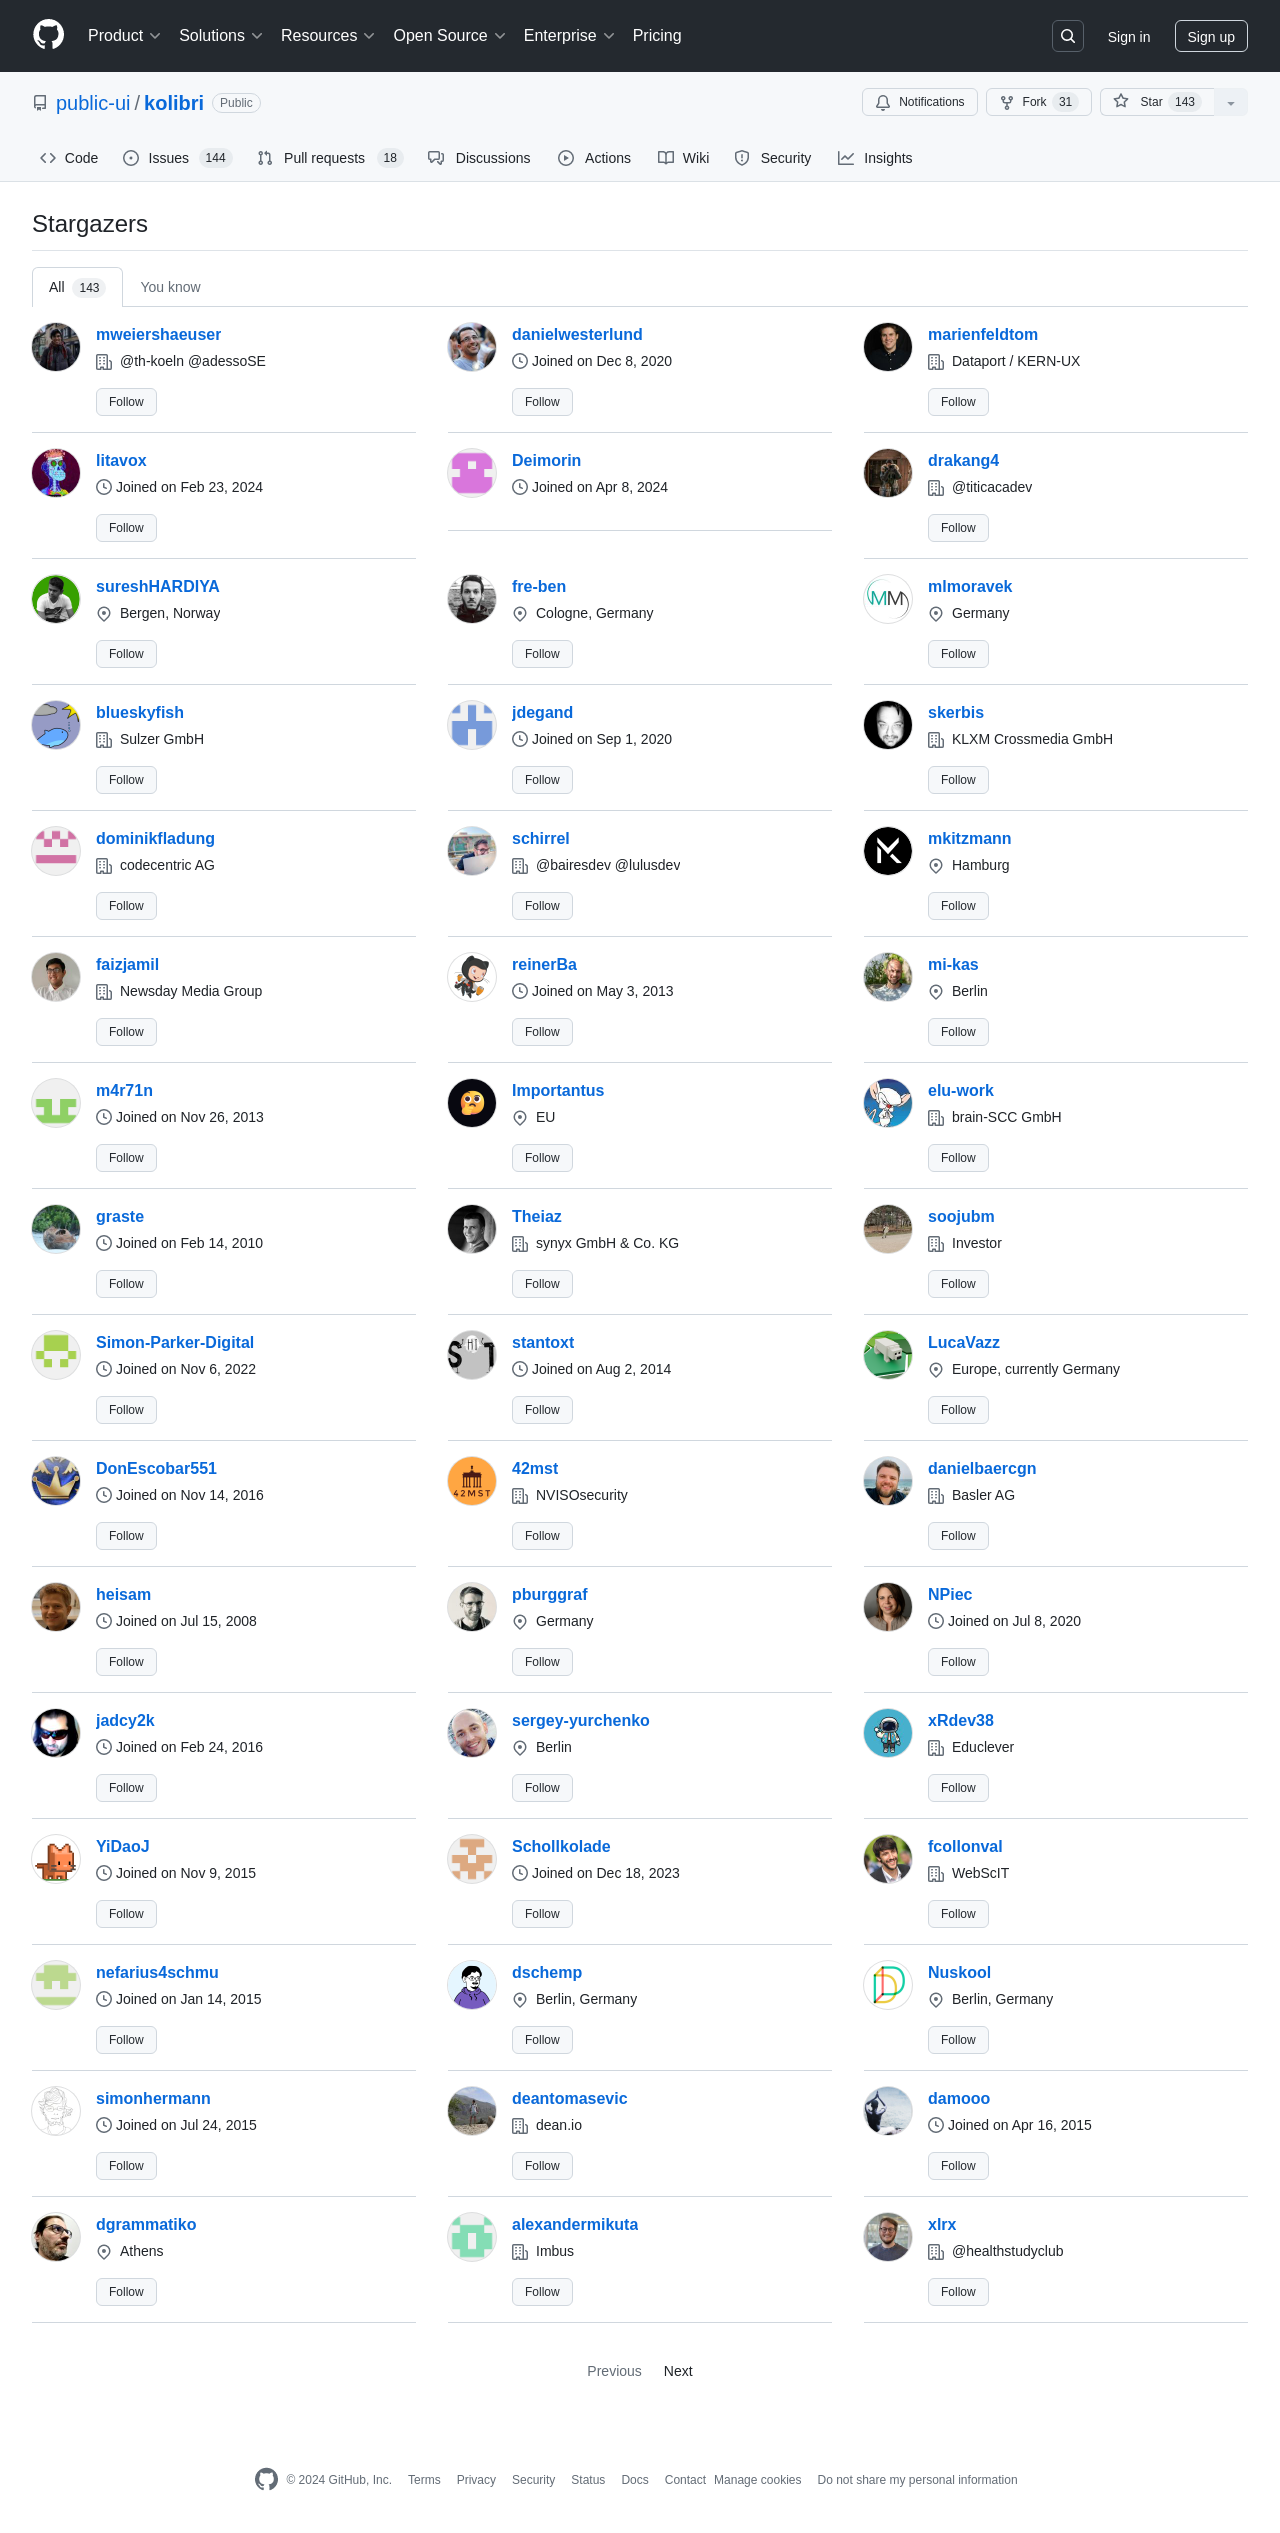 Product Solutions Resources Open Source Enterprise Pricing Sign in Sign up
public-ui / kolibri Public Notifications Fork 31 Star 143
Code Issues 144 Pull requests 18 Discussions Actions Wiki Security Insights
Stargazers
All 143 You know
mweiershaeuser danielwesterlund marienfeldtom
@th-koeln @adessoSE Joined on Dec 8, 2020 Dataport / KERN-UX
Follow Follow Follow
litavox Deimorin drakang4
Joined on Feb 23, 2024 Joined on Apr 8, 2024 @titicacadev
Follow Follow
sureshHARDIYA fre-ben mlmoravek
Bergen, Norway Cologne, Germany Germany
Follow Follow Follow
blueskyfish jdegand skerbis
Sulzer GmbH Joined on Sep 1, 2020 KLXM Crossmedia GmbH
Follow Follow Follow
dominikfladung schirrel mkitzmann
codecentric AG @bairesdev @lulusdev Hamburg
Follow Follow Follow
faizjamil reinerBa mi-kas
Newsday Media Group Joined on May 3, 2013 Berlin
Follow Follow Follow
m4r71n Importantus elu-work
Joined on Nov 26, 2013 EU brain-SCC GmbH
Follow Follow Follow
graste Theiaz soojubm
Joined on Feb 14, 2010 synyx GmbH & Co. KG Investor
Follow Follow Follow
Simon-Parker-Digital stantoxt LucaVazz
Joined on Nov 6, 2022 Joined on Aug 2, 2014 Europe, currently Germany
Follow Follow Follow
DonEscobar551 42mst danielbaercgn
Joined on Nov 14, 2016 42MST NVISOsecurity Basler AG
Follow Follow Follow
heisam pburggraf NPiec
Joined on Jul 15, 2008 Germany Joined on Jul 8, 2020
Follow Follow Follow
jadcy2k sergey-yurchenko xRdev38
Joined on Feb 24, 2016 Berlin Educlever
Follow Follow Follow
YiDaoJ Schollkolade fcollonval
Joined on Nov 9, 2015 Joined on Dec 18, 2023 WebScIT
Follow Follow Follow
nefarius4schmu dschemp Nuskool
Joined on Jan 14, 2015 Berlin, Germany Berlin, Germany
Follow Follow Follow
simonhermann deantomasevic damooo
Joined on Jul 24, 2015 dean.io Joined on Apr 16, 2015
Follow Follow Follow
dgrammatiko alexandermikuta xlrx
Athens Imbus @healthstudyclub
Follow Follow Follow
Previous Next
© 2024 GitHub, Inc. Terms Privacy Security Status Docs Contact Manage cookies Do not share my personal information